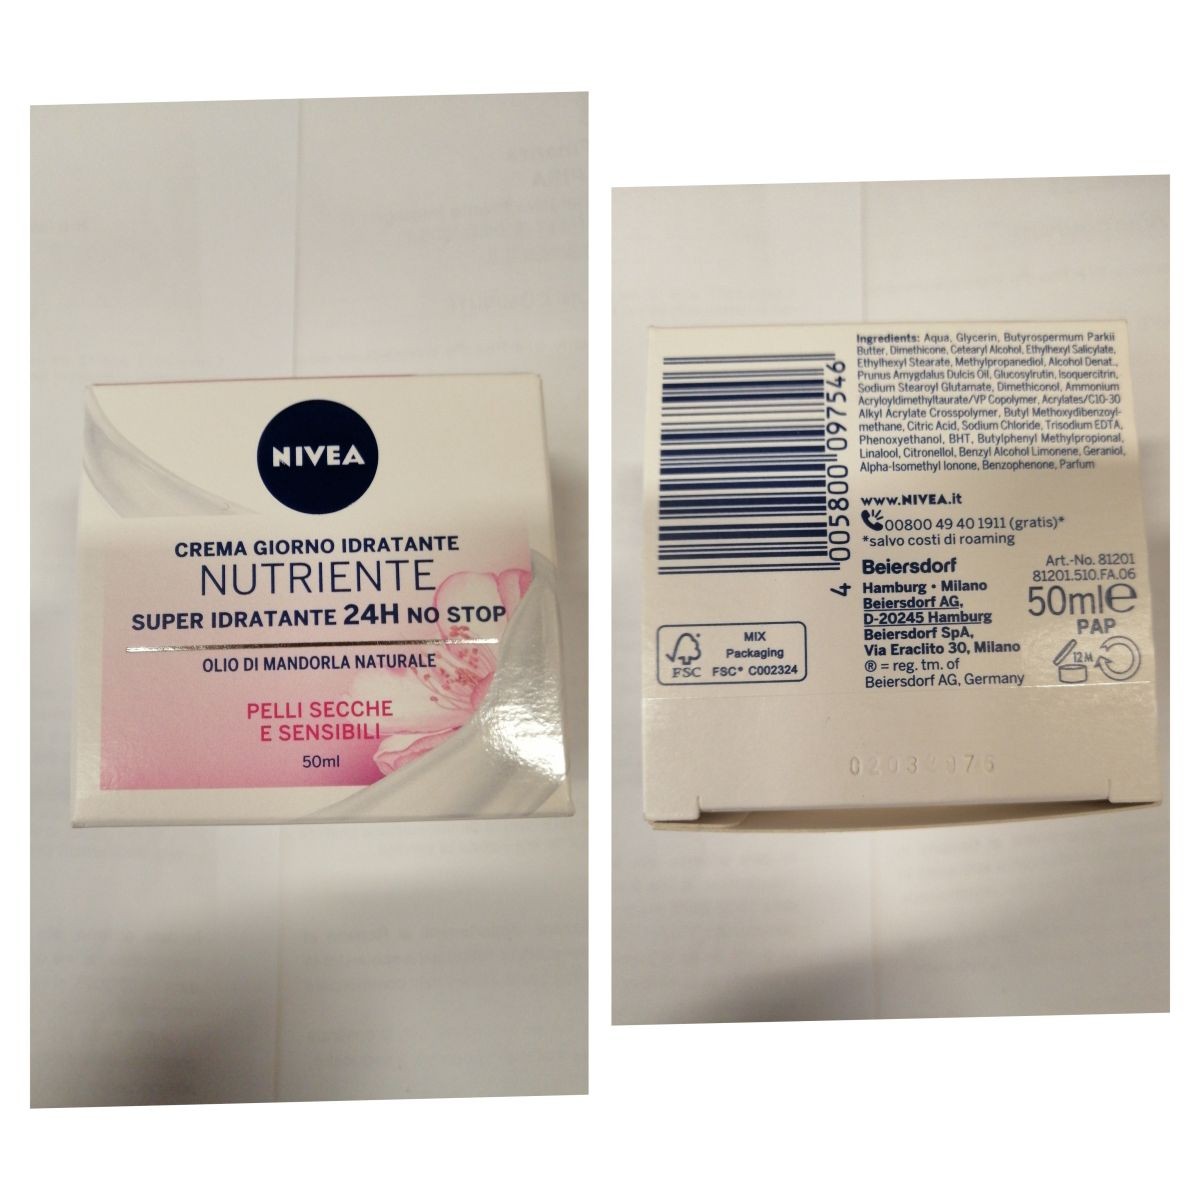 NIVEA
CREMA GIORNO IDRATANTE
NUTRIENTE
SUPER IDRATANTE 24H NO STOP
OLIO DI MANDORLA NATURALE
PELLI SECCHE
E SENSIBILI
50ml
4 005800 097546
Ingredients: Aqua, Glycerin, Butyrospermum Parkii
Butter, Dimethicone, Cetearyl Alcohol, Ethylhexyl Salicylate,
Ethylhexyl Stearate, Methylpropanediol, Alcohol Denat.,
Prunus Amygdalus Dulcis Oil, Glucosylrutin, Isoquercitrin,
Sodium Stearoyl Glutamate, Dimethiconol, Ammonium
Acryloyldimethyltaurate/VP Copolymer, Acrylates/C10-30
Alkyl Acrylate Crosspolymer, Butyl Methoxydibenzoyl-
methane, Citric Acid, Sodium Chloride, Trisodium EDTA,
Phenoxyethanol, BHT, Butylphenyl Methylpropional,
Linalool, Citronellol, Benzyl Alcohol Limonene, Geraniol,
Alpha-Isomethyl Ionone, Benzophenone, Parfum
www.NIVEA.it
00800 49 40 1911 (gratis)*
*salvo costi di roaming
Beiersdorf
Hamburg • Milano
Beiersdorf AG,
D-20245 Hamburg
Beiersdorf SpA,
Via Eraclito 30, Milano
® = reg. tm. of
Beiersdorf AG, Germany
Art.-No. 81201
81201.510.FA.06
50ml℮
PAP
12M
FSC
MIX
Packaging
FSC® C002324